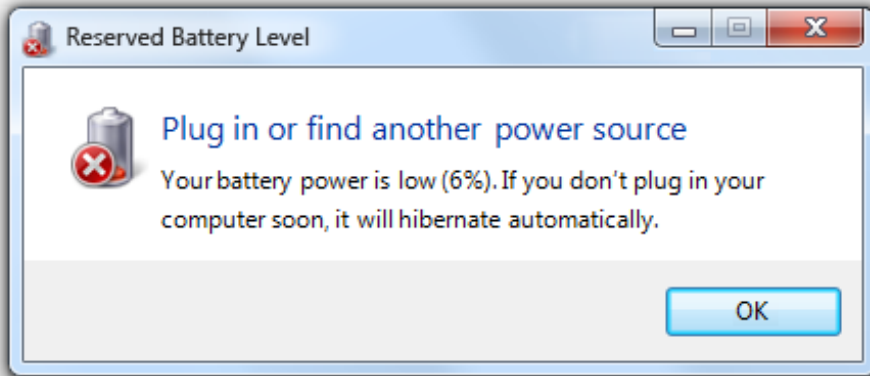 Reserved Battery Level
Plug in or find another power source
Your battery power is low (6%). If you don't plug in your
computer soon, it will hibernate automatically.
OK